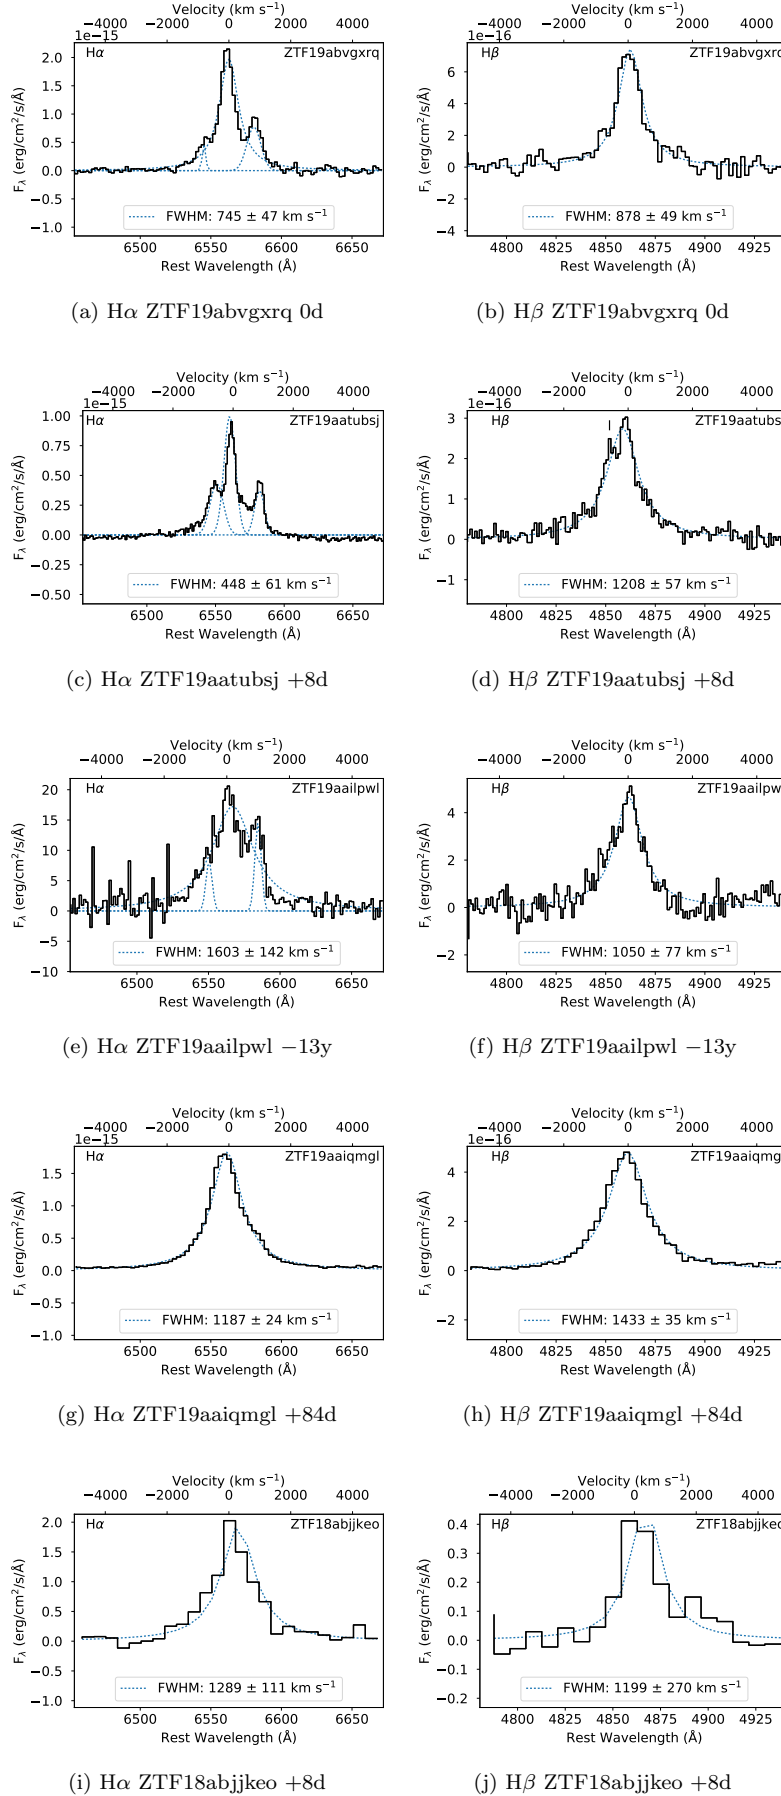 Velocity (km s⁻¹)
−4000 −2000 0 2000 4000
1e−15
Hα ZTF19abvgxrq
2.0
1.5
1.0
0.5
0.0
−0.5
−1.0
F_λ (erg/cm²/s/Å)
FWHM: 745 ± 47 km s⁻¹
6500 6550 6600 6650
Rest Wavelength (Å)
(a) Hα ZTF19abvgxrq 0d
Velocity (km s⁻¹)
−4000 −2000 0 2000 4000
1e−16
Hβ ZTF19abvgxrq
6
4
2
0
−2
−4
F_λ (erg/cm²/s/Å)
FWHM: 878 ± 49 km s⁻¹
4800 4825 4850 4875 4900 4925
Rest Wavelength (Å)
(b) Hβ ZTF19abvgxrq 0d
Velocity (km s⁻¹)
−4000 −2000 0 2000 4000
1e−15
Hα ZTF19aatubsj
1.00
0.75
0.50
0.25
0.00
−0.25
−0.50
F_λ (erg/cm²/s/Å)
FWHM: 448 ± 61 km s⁻¹
6500 6550 6600 6650
Rest Wavelength (Å)
(c) Hα ZTF19aatubsj +8d
Velocity (km s⁻¹)
−4000 −2000 0 2000 4000
1e−16
Hβ ZTF19aatubs
3
2
1
0
−1
F_λ (erg/cm²/s/Å)
FWHM: 1208 ± 57 km s⁻¹
4800 4825 4850 4875 4900 4925
Rest Wavelength (Å)
(d) Hβ ZTF19aatubsj +8d
Velocity (km s⁻¹)
−4000 −2000 0 2000 4000
Hα ZTF19aailpwl
20
15
10
5
0
−5
−10
F_λ (erg/cm²/s/Å)
FWHM: 1603 ± 142 km s⁻¹
6500 6550 6600 6650
Rest Wavelength (Å)
(e) Hα ZTF19aailpwl −13y
Velocity (km s⁻¹)
−4000 −2000 0 2000 4000
Hβ ZTF19aailpw
4
2
0
−2
F_λ (erg/cm²/s/Å)
FWHM: 1050 ± 77 km s⁻¹
4800 4825 4850 4875 4900 4925
Rest Wavelength (Å)
(f) Hβ ZTF19aailpwl −13y
Velocity (km s⁻¹)
−4000 −2000 0 2000 4000
1e−15
Hα ZTF19aaiqmgl
1.5
1.0
0.5
0.0
−0.5
−1.0
F_λ (erg/cm²/s/Å)
FWHM: 1187 ± 24 km s⁻¹
6500 6550 6600 6650
Rest Wavelength (Å)
(g) Hα ZTF19aaiqmgl +84d
Velocity (km s⁻¹)
−4000 −2000 0 2000 4000
1e−16
Hβ ZTF19aaiqmg
4
2
0
−2
F_λ (erg/cm²/s/Å)
FWHM: 1433 ± 35 km s⁻¹
4800 4825 4850 4875 4900 4925
Rest Wavelength (Å)
(h) Hβ ZTF19aaiqmgl +84d
Velocity (km s⁻¹)
−4000 −2000 0 2000 4000
Hα ZTF18abjjkeo
2.0
1.5
1.0
0.5
0.0
−0.5
−1.0
F_λ (erg/cm²/s/Å)
FWHM: 1289 ± 111 km s⁻¹
6500 6550 6600 6650
Rest Wavelength (Å)
(i) Hα ZTF18abjjkeo +8d
Velocity (km s⁻¹)
−4000 −2000 0 2000 4000
Hβ ZTF18abjjkeo
0.4
0.3
0.2
0.1
0.0
−0.1
−0.2
F_λ (erg/cm²/s/Å)
FWHM: 1199 ± 270 km s⁻¹
4800 4825 4850 4875 4900 4925
Rest Wavelength (Å)
(j) Hβ ZTF18abjjkeo +8d